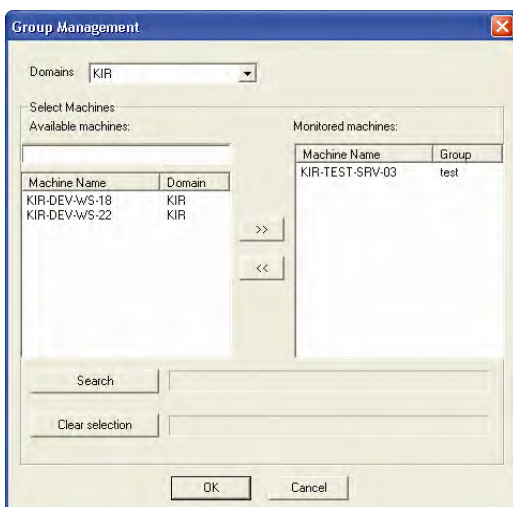 Group Management
Domains KIR
Select Machines
Available machines:
Monitored machines:
Machine Name Domain
KIR-DEV-WS-18 KIR
KIR-DEV-WS-22 KIR
>>
<<
Machine Name Group
KIR-TEST-SRV-03 test
Search
Clear selection
OK Cancel